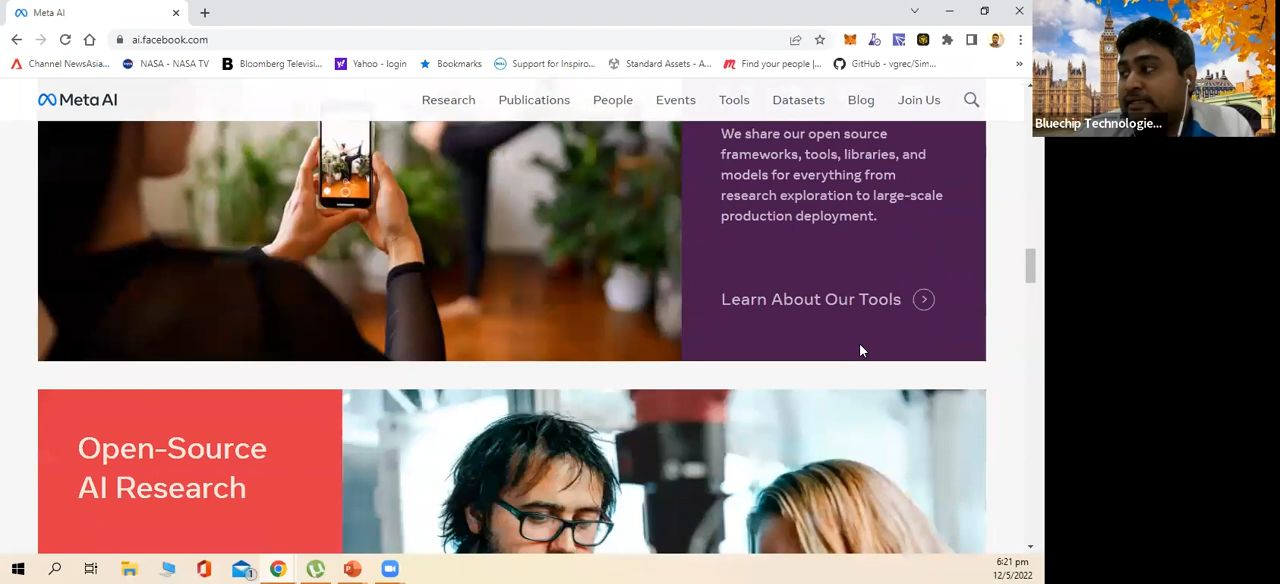 Meta AI
ai.facebook.com
Channel NewsAsia...
NASA - NASA TV
B Bloomberg Televisi...
Yahoo - login
Bookmarks
Support for Inspiro...
Standard Assets - A...
Find your people |...
GitHub - vgrec/Sim...
»
Meta AI
Research
Publications
People
Events
Tools
Datasets
Blog
Join Us
We share our open source
frameworks, tools, libraries, and
models for everything from
research exploration to large-scale
production deployment.
Learn About Our Tools
Open-Source
AI Research
Bluechip Technologie...
1
6:21 pm
12/5/2022